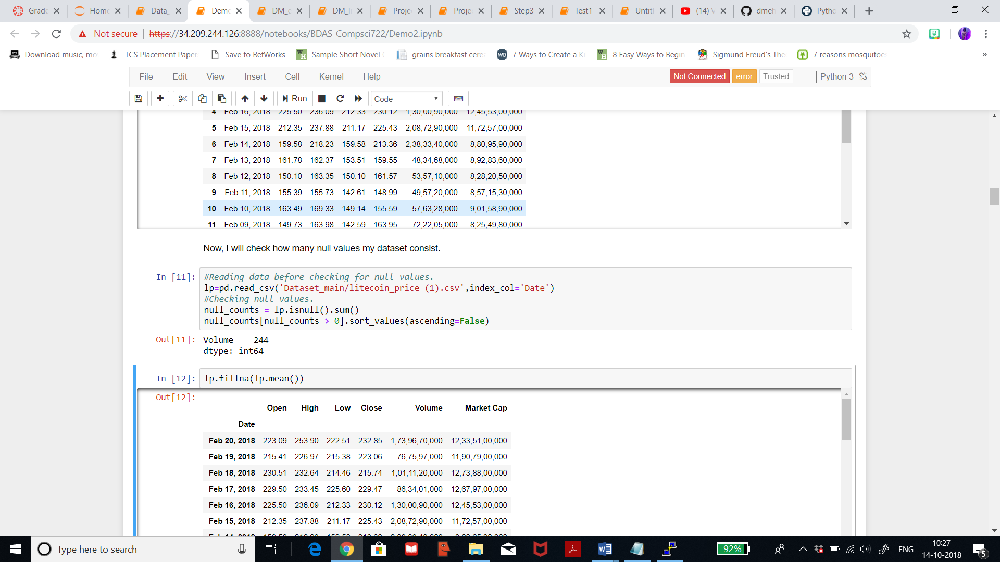 Grade
Home
Data_
Demo
DM_e
DM_li
Projec
Projec
Step3
Test1
Untitl
(14) V
dmeh
Pytho
Not secure https://34.209.244.126:8888/notebooks/BDAS-Compsci722/Demo2.ipynb
Download music, mo
TCS Placement Paper
Save to RefWorks
Sample Short Novel
grains breakfast cere
7 Ways to Create a Ki
8 Easy Ways to Begin
Sigmund Freud's The
7 reasons mosquitoe
»
File Edit View Insert Cell Kernel Help Not Connected error Trusted Python 3
Run Code
4 Feb 16, 2018 225.50 236.09 212.33 230.12 1,30,00,90,000 12,45,53,00,000
5 Feb 15, 2018 212.35 237.88 211.17 225.43 2,08,72,90,000 11,72,57,00,000
6 Feb 14, 2018 159.58 218.23 159.58 213.36 2,38,33,40,000 8,80,95,90,000
7 Feb 13, 2018 161.78 162.37 153.51 159.55 48,34,68,000 8,92,83,60,000
8 Feb 12, 2018 150.10 163.35 150.10 161.57 53,57,10,000 8,28,20,50,000
9 Feb 11, 2018 155.39 155.73 142.61 148.99 49,57,20,000 8,57,15,30,000
10 Feb 10, 2018 163.49 169.33 149.14 155.59 57,63,28,000 9,01,58,90,000
11 Feb 09, 2018 149.73 163.98 142.59 163.95 72,22,05,000 8,25,49,80,000
Now, I will check how many null values my dataset consist.
In [11]: #Reading data before checking for null values.
lp=pd.read_csv('Dataset_main/litecoin_price (1).csv',index_col='Date')
#Checking null values.
null_counts = lp.isnull().sum()
null_counts[null_counts > 0].sort_values(ascending=False)
Out[11]: Volume 244
dtype: int64
In [12]: lp.fillna(lp.mean())
Out[12]:
Open High Low Close Volume Market Cap
Date
Feb 20, 2018 223.09 253.90 222.51 232.85 1,73,96,70,000 12,33,51,00,000
Feb 19, 2018 215.41 226.97 215.38 223.06 76,75,97,000 11,90,79,00,000
Feb 18, 2018 230.51 232.64 214.46 215.74 1,01,11,20,000 12,73,88,00,000
Feb 17, 2018 229.50 233.45 225.60 229.47 86,34,01,000 12,67,97,00,000
Feb 16, 2018 225.50 236.09 212.33 230.12 1,30,00,90,000 12,45,53,00,000
Feb 15, 2018 212.35 237.88 211.17 225.43 2,08,72,90,000 11,72,57,00,000
Type here to search
92%
ENG
10:27
14-10-2018
5